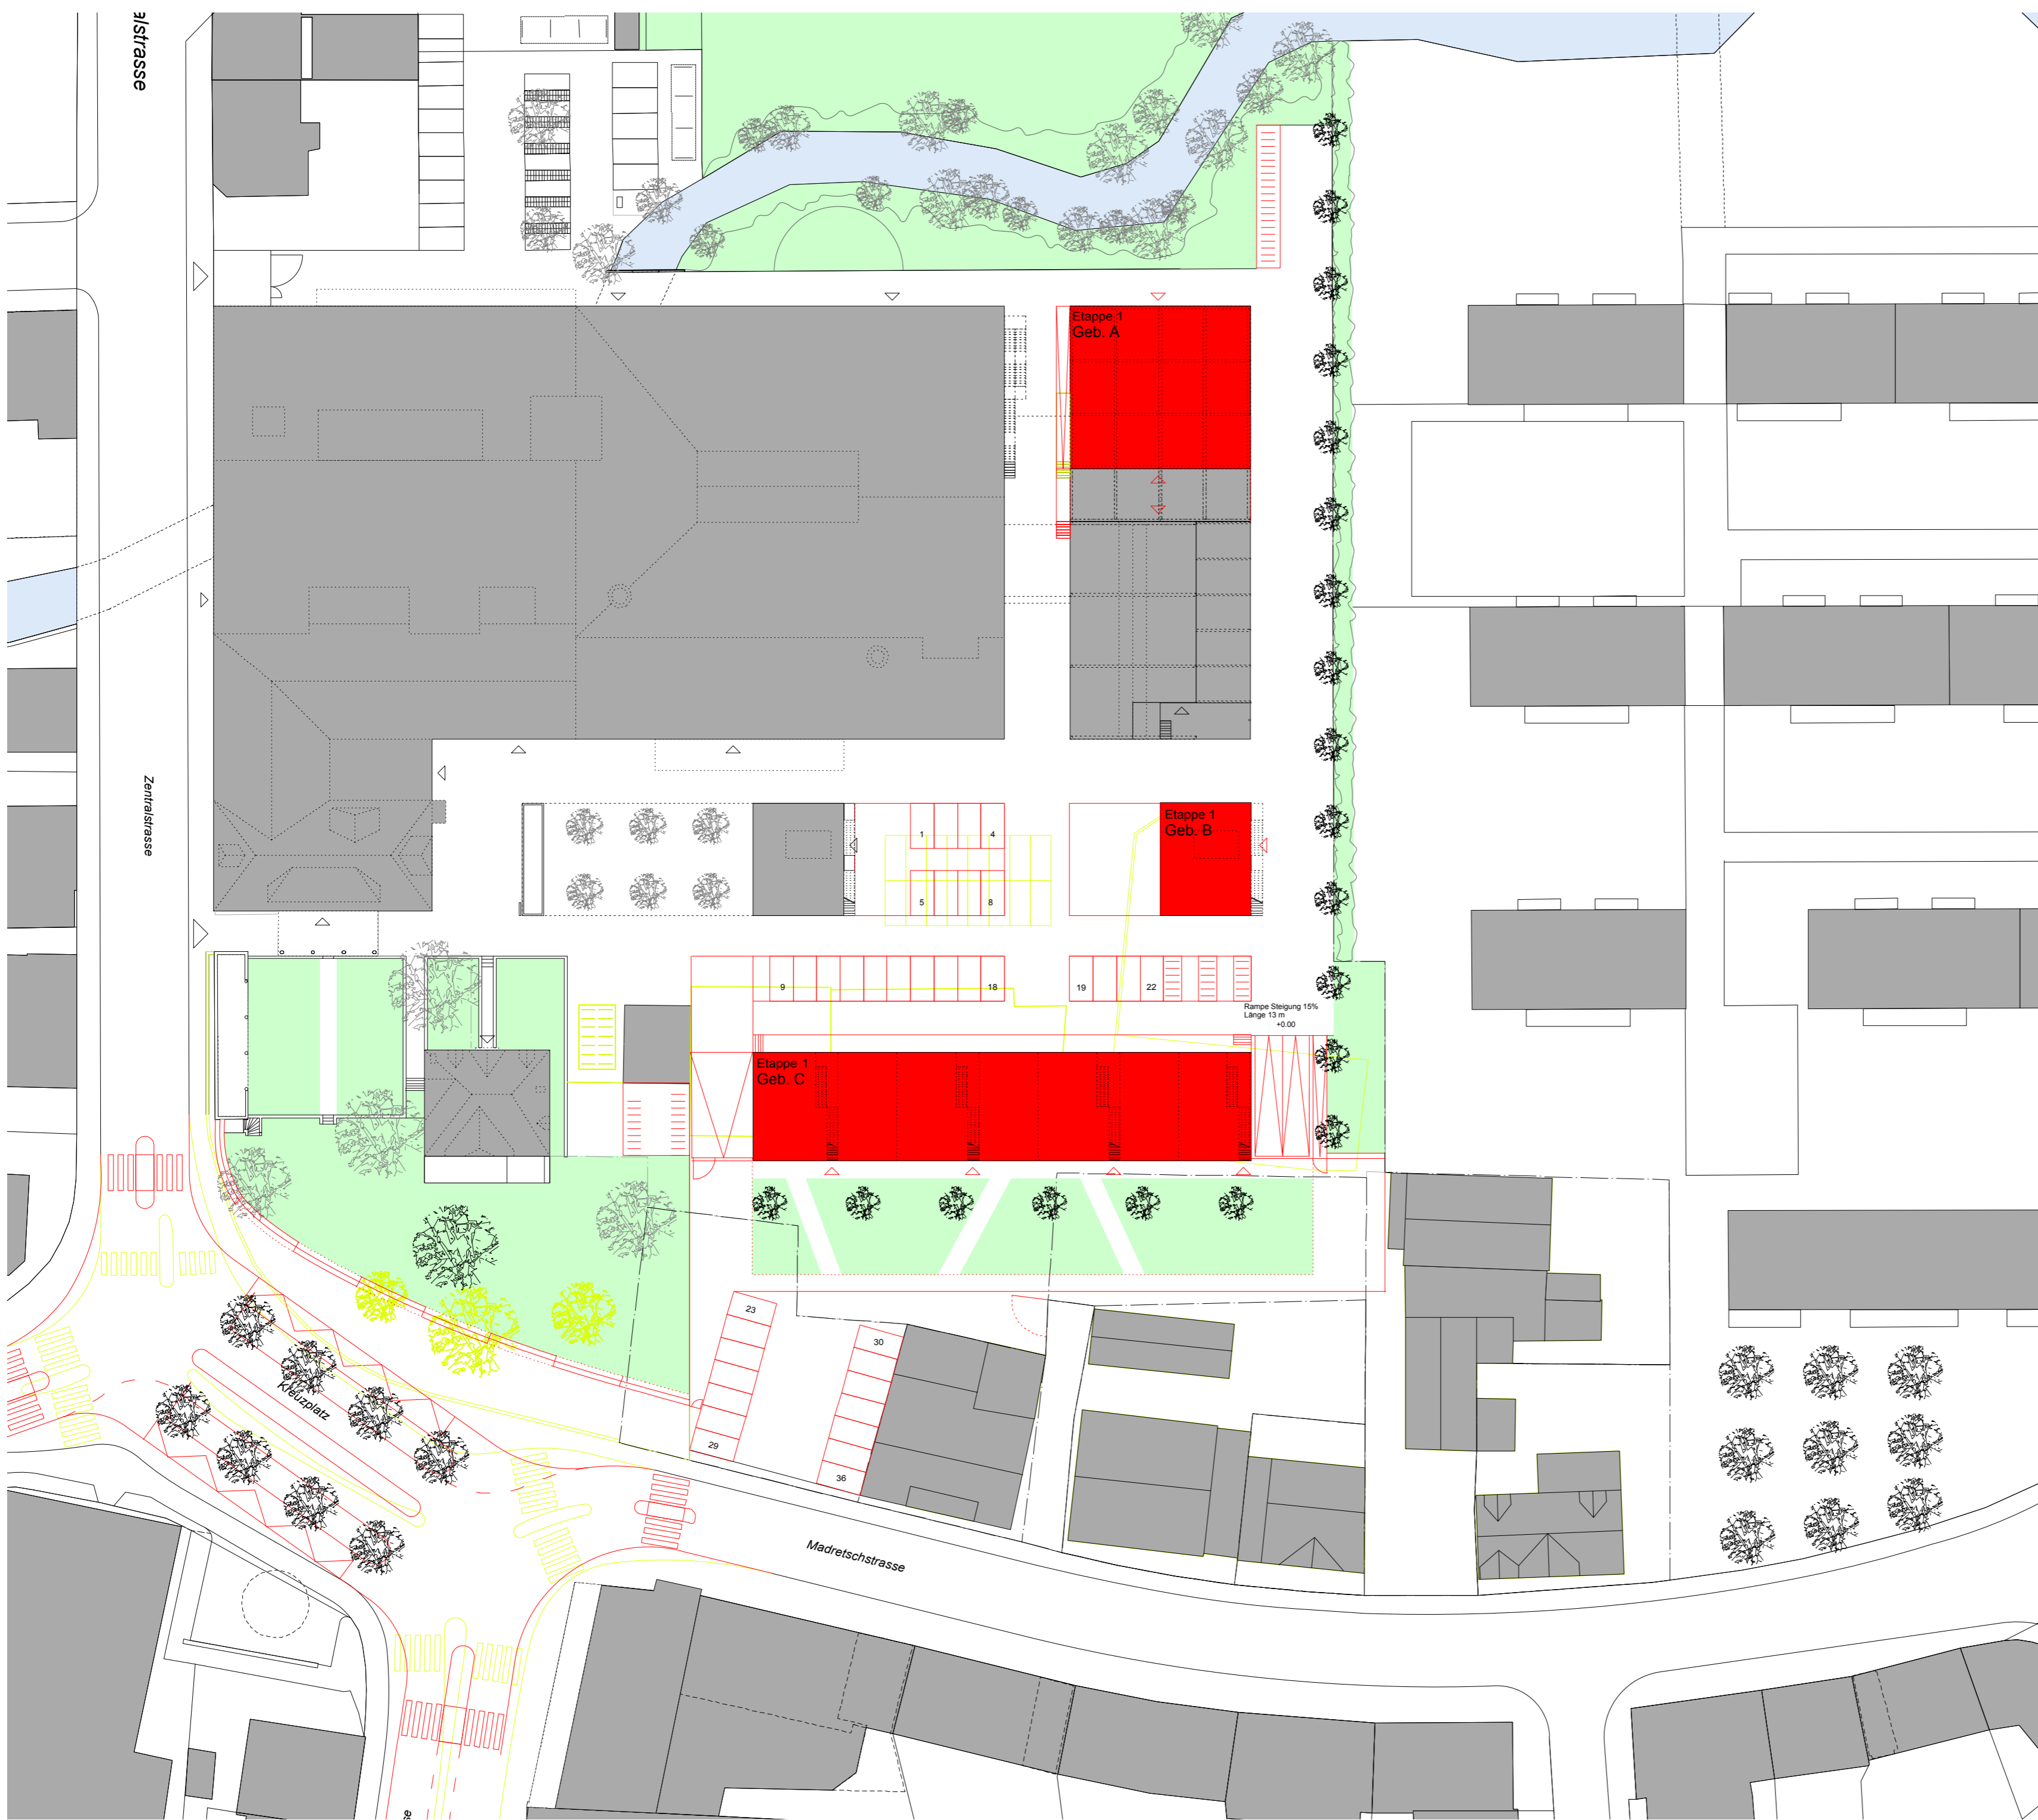 alstrasse
Etappe 1
Geb. A
Zentralstrasse
Etappe 1
Geb. B
1
4
5
8
9
18
19
22
Rampe Steigung 15%
Länge 13 m
+0.00
Etappe 1
Geb. C
23
30
29
36
Kreuzplatz
Madretschstrasse
se